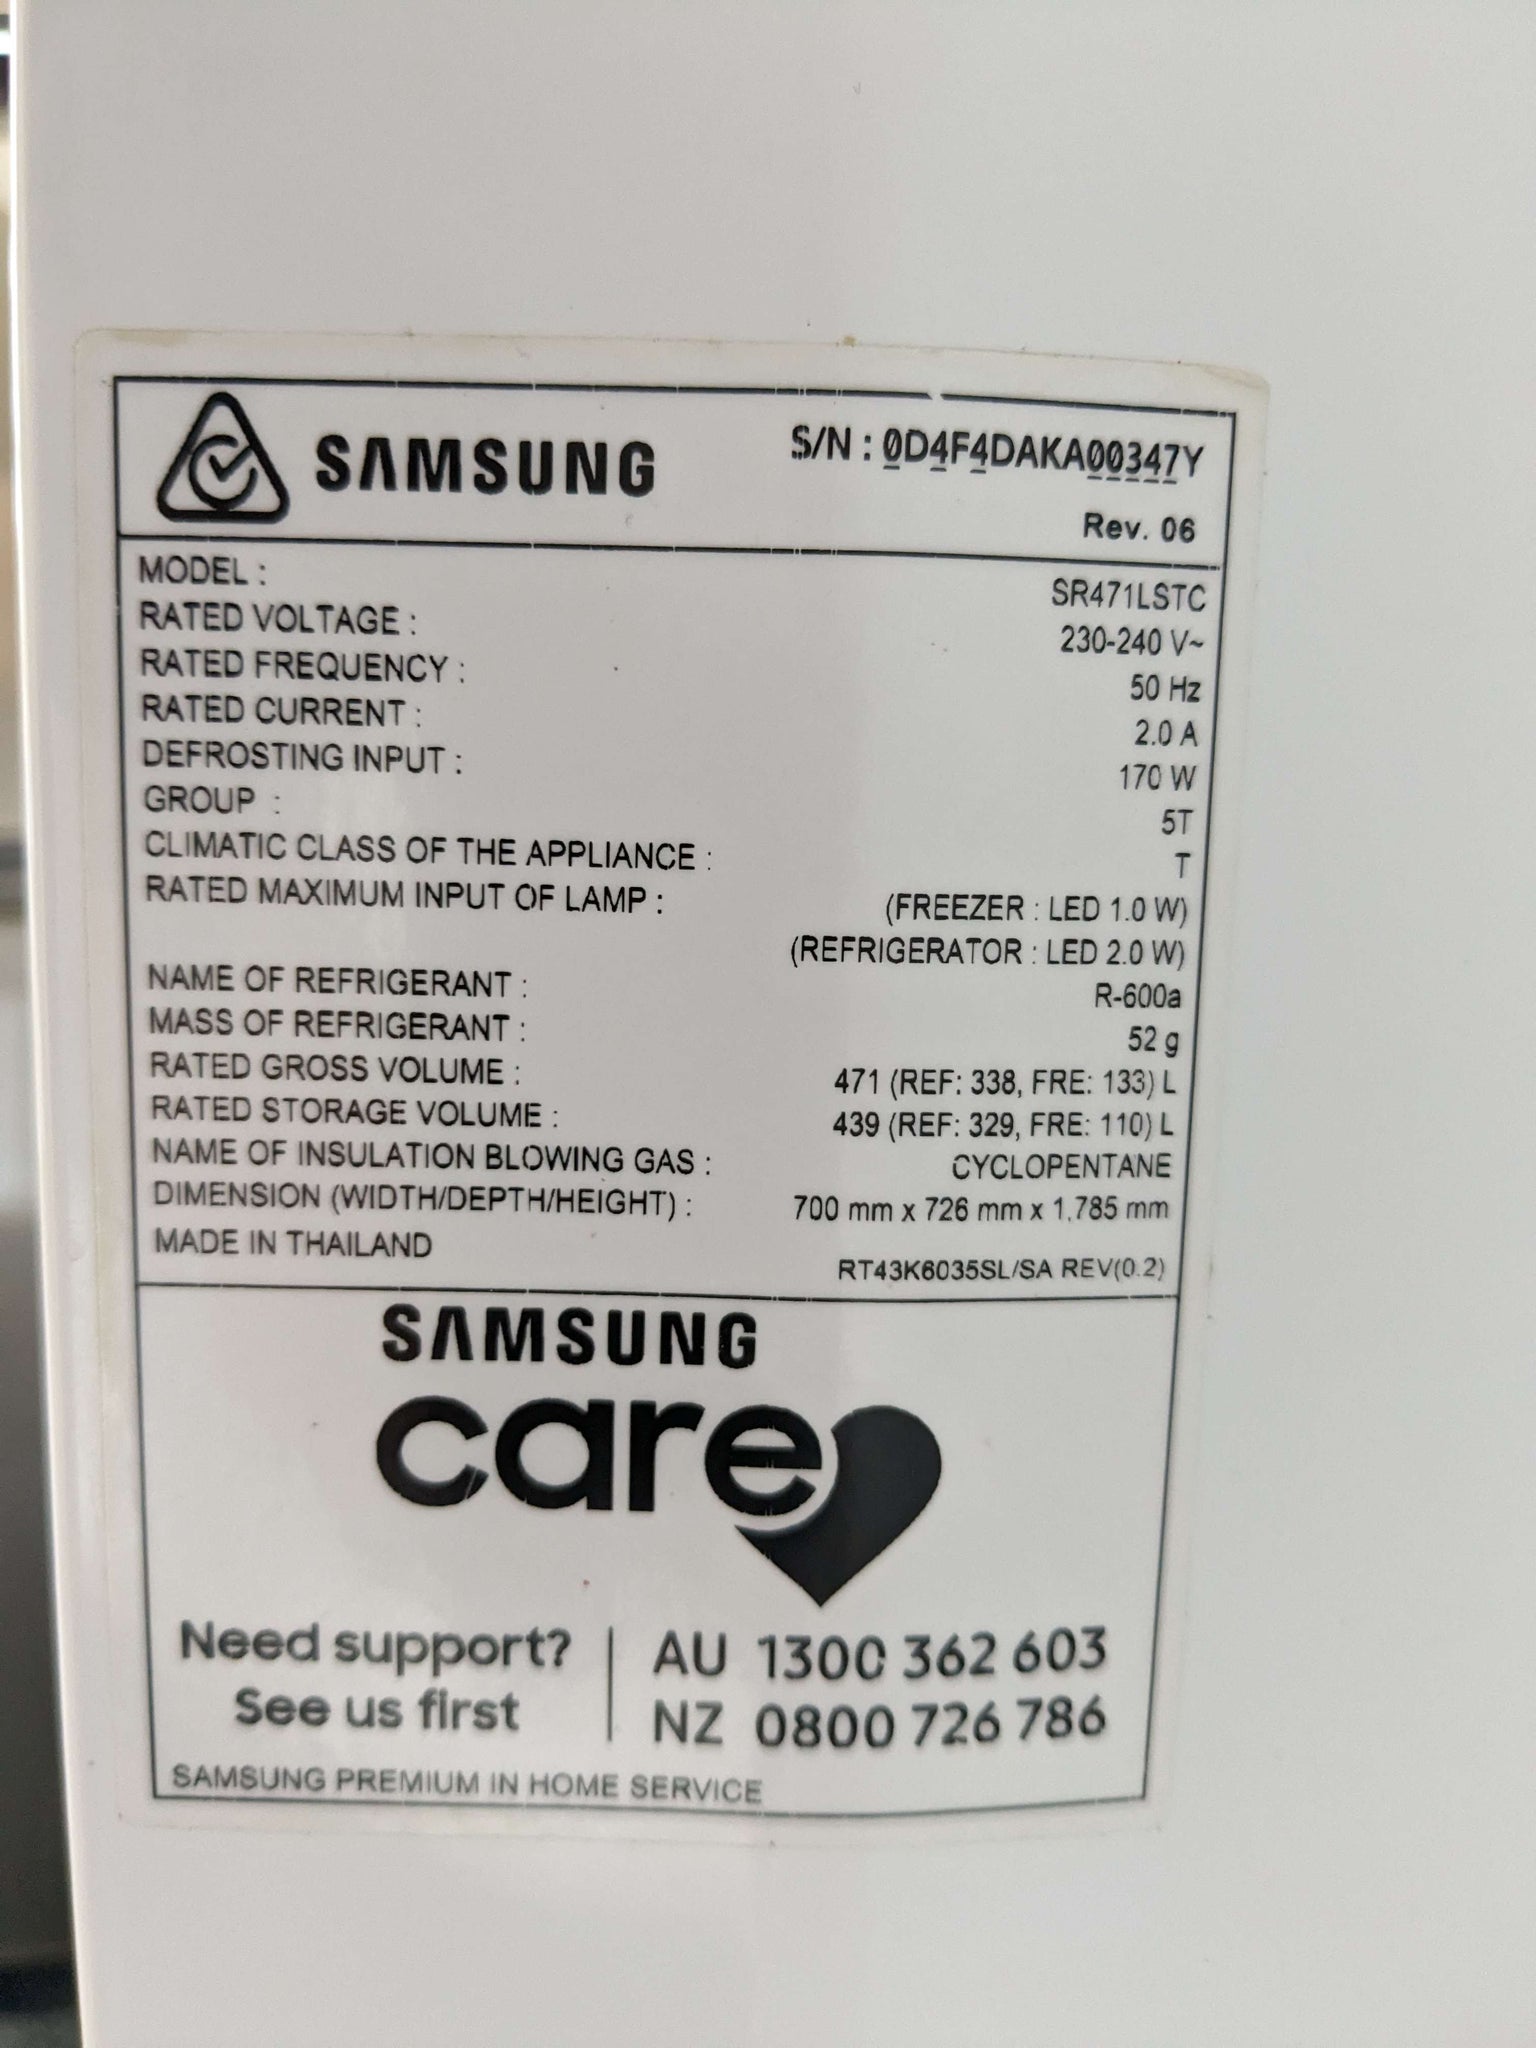 SAMSUNG
S/N : 0D4F4DAKA00347Y
Rev. 06
MODEL : SR471LSTC
RATED VOLTAGE : 230-240 V~
RATED FREQUENCY : 50 Hz
RATED CURRENT : 2.0 A
DEFROSTING INPUT : 170 W
GROUP : 5T
CLIMATIC CLASS OF THE APPLIANCE : T
RATED MAXIMUM INPUT OF LAMP : (FREEZER : LED 1.0 W)
(REFRIGERATOR : LED 2.0 W)
NAME OF REFRIGERANT : R-600a
MASS OF REFRIGERANT : 52 g
RATED GROSS VOLUME : 471 (REF: 338, FRE: 133) L
RATED STORAGE VOLUME : 439 (REF: 329, FRE: 110) L
NAME OF INSULATION BLOWING GAS : CYCLOPENTANE
DIMENSION (WIDTH/DEPTH/HEIGHT) : 700 mm x 726 mm x 1,785 mm
MADE IN THAILAND
RT43K6035SL/SA REV(0.2)
SAMSUNG
care
Need support?
See us first
AU 1300 362 603
NZ 0800 726 786
SAMSUNG PREMIUM IN HOME SERVICE